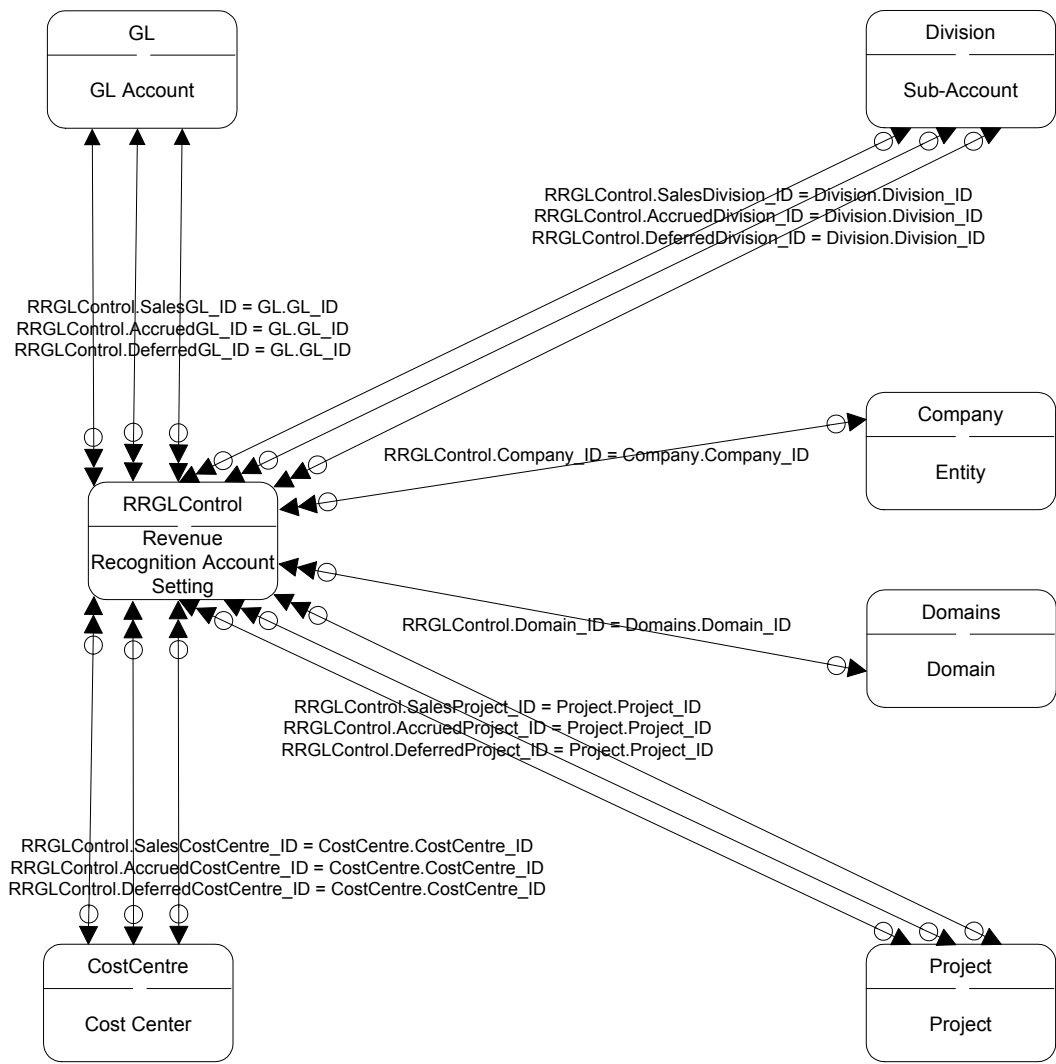 GL
GL Account
Division
Sub-Account
RRGLControl.SalesDivision_ID = Division.Division_ID
RRGLControl.AccruedDivision_ID = Division.Division_ID
RRGLControl.DeferredDivision_ID = Division.Division_ID
RRGLControl.SalesGL_ID = GL.GL_ID
RRGLControl.AccruedGL_ID = GL.GL_ID
RRGLControl.DeferredGL_ID = GL.GL_ID
Company
Entity
RRGLControl.Company_ID = Company.Company_ID
RRGLControl
Revenue
Recognition Account
Setting
Domains
Domain
RRGLControl.Domain_ID = Domains.Domain_ID
RRGLControl.SalesProject_ID = Project.Project_ID
RRGLControl.AccruedProject_ID = Project.Project_ID
RRGLControl.DeferredProject_ID = Project.Project_ID
RRGLControl.SalesCostCentre_ID = CostCentre.CostCentre_ID
RRGLControl.AccruedCostCentre_ID = CostCentre.CostCentre_ID
RRGLControl.DeferredCostCentre_ID = CostCentre.CostCentre_ID
CostCentre
Cost Center
Project
Project